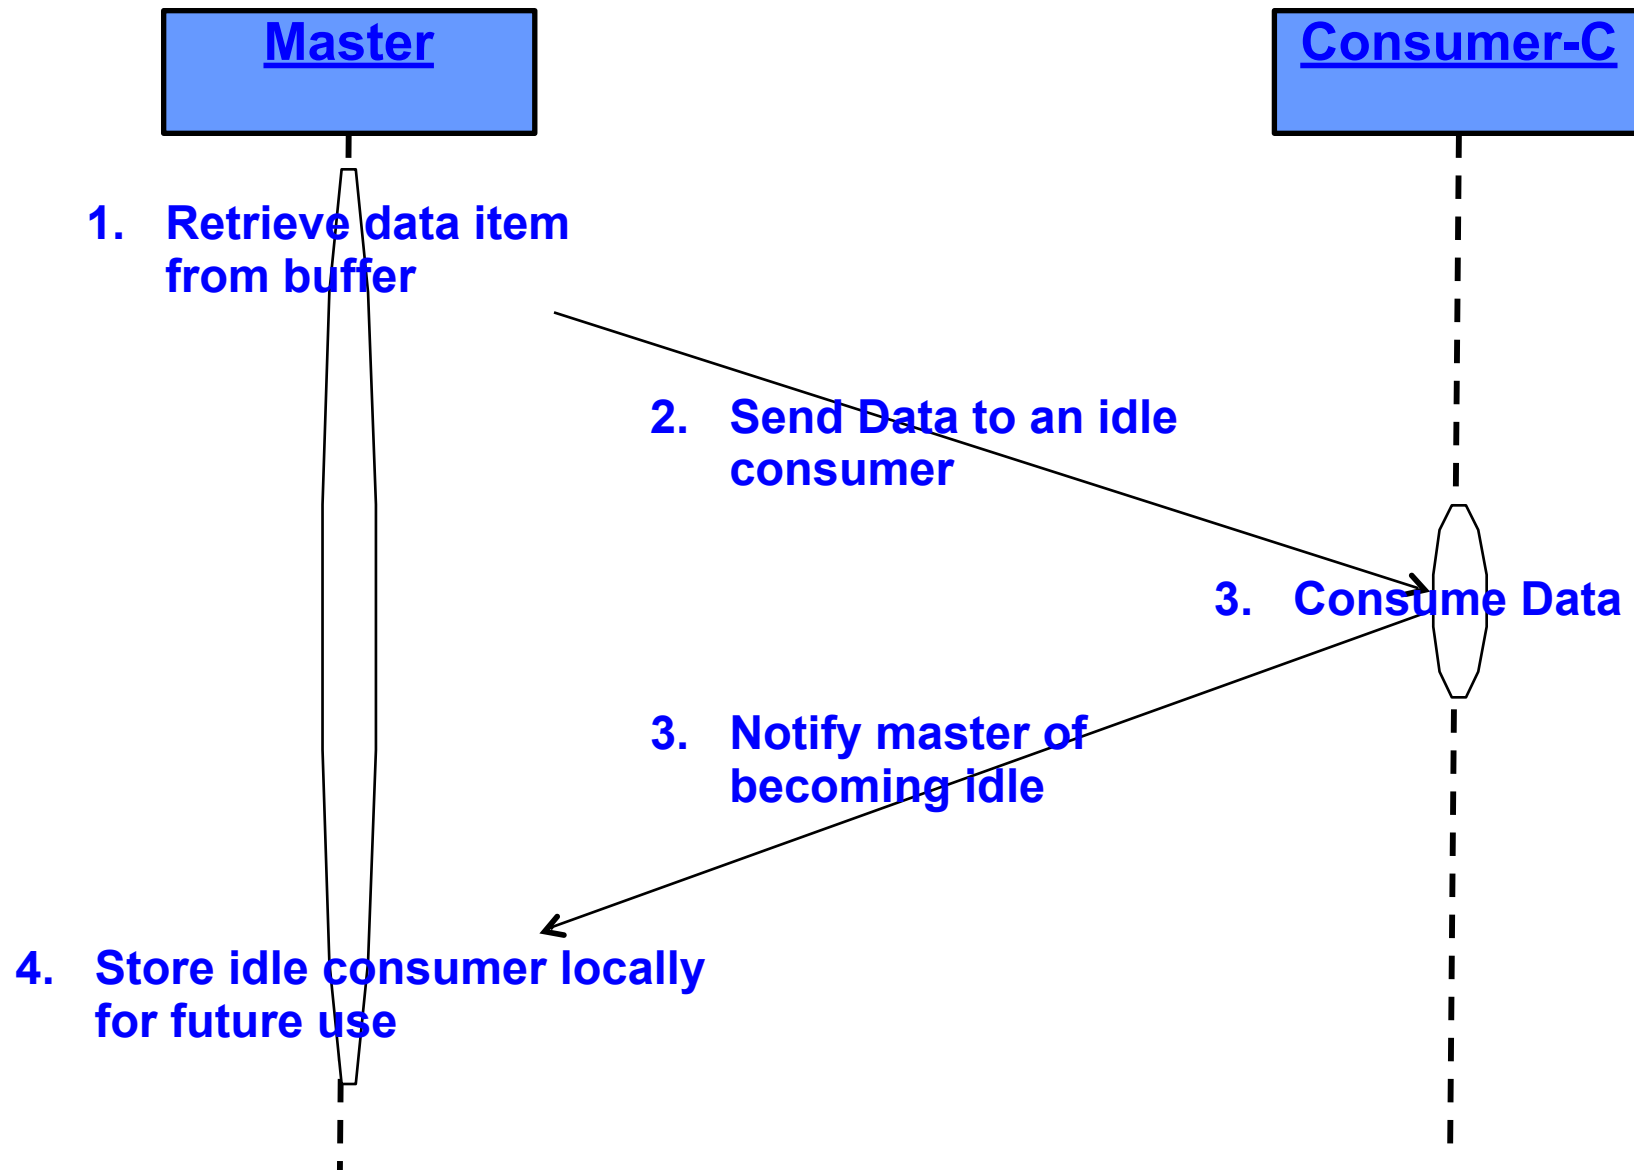 Master
Consumer-C
1. Retrieve data item
from buffer
2. Send Data to an idle
consumer
3. Consume Data
3. Notify master of
becoming idle
4. Store idle consumer locally
for future use